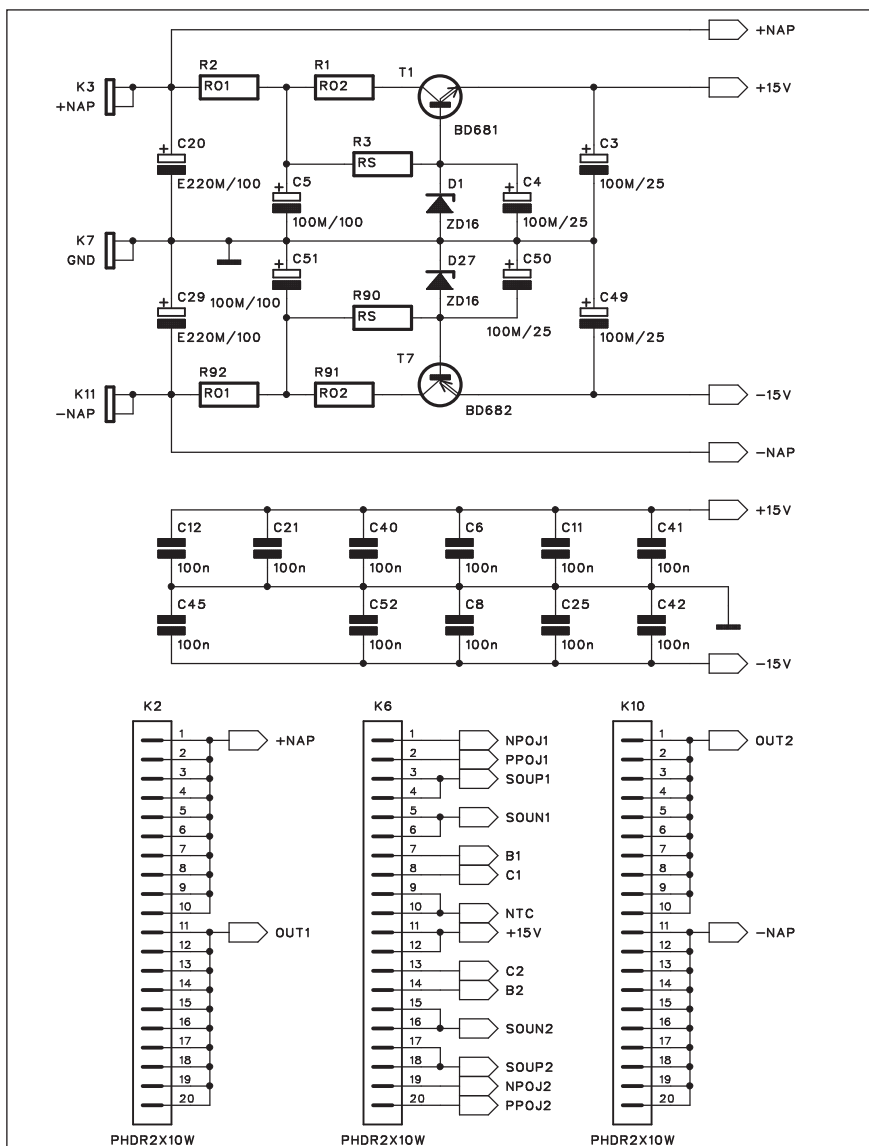 +NAP
R2 R1 T1
K3 RO1 RO2 +15V
+NAP
BD681
C20 R3 C3
+ RS +
E220M/100 C5 D1 C4 100M/25
+ +
100M/100 ZD16 100M/25
K7
GND
C51 D27 C50
+ +
C29 100M/100 R90 ZD16 C49
+ RS 100M/25 +
E220M/100 100M/25
T7
R92 R91
K11 RO1 RO2 -15V
-NAP
BD682
-NAP
+15V
C12 C21 C40 C6 C11 C41
100n 100n 100n 100n 100n 100n
C45 C52 C8 C25 C42
100n 100n 100n 100n 100n
-15V
K2 K6 K10
1 +NAP 1 NPOJ1 1 OUT2
2 2 PPOJ1 2
3 3 SOUP1 3
4 4 4
5 5 SOUN1 5
6 6 6
7 7 B1 7
8 8 C1 8
9 9 9
10 10 NTC 10
11 OUT1 11 +15V 11 -NAP
12 12 12
13 13 C2 13
14 14 B2 14
15 15 15
16 16 SOUN2 16
17 17 17
18 18 SOUP2 18
19 19 NPOJ2 19
20 20 PPOJ2 20
PHDR2X10W PHDR2X10W PHDR2X10W